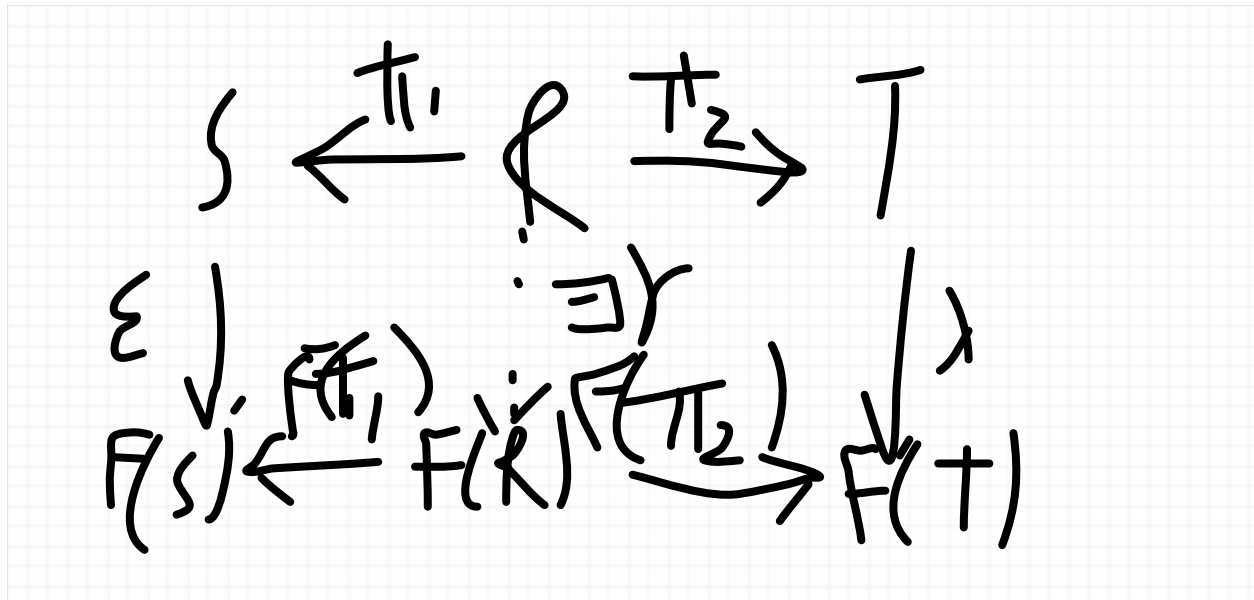 S ←π₁ R π₂→ T
ε ↓ ∃γ ↓ λ
F(π₁) F(π₂)
F(S) ← F(R) → F(T)